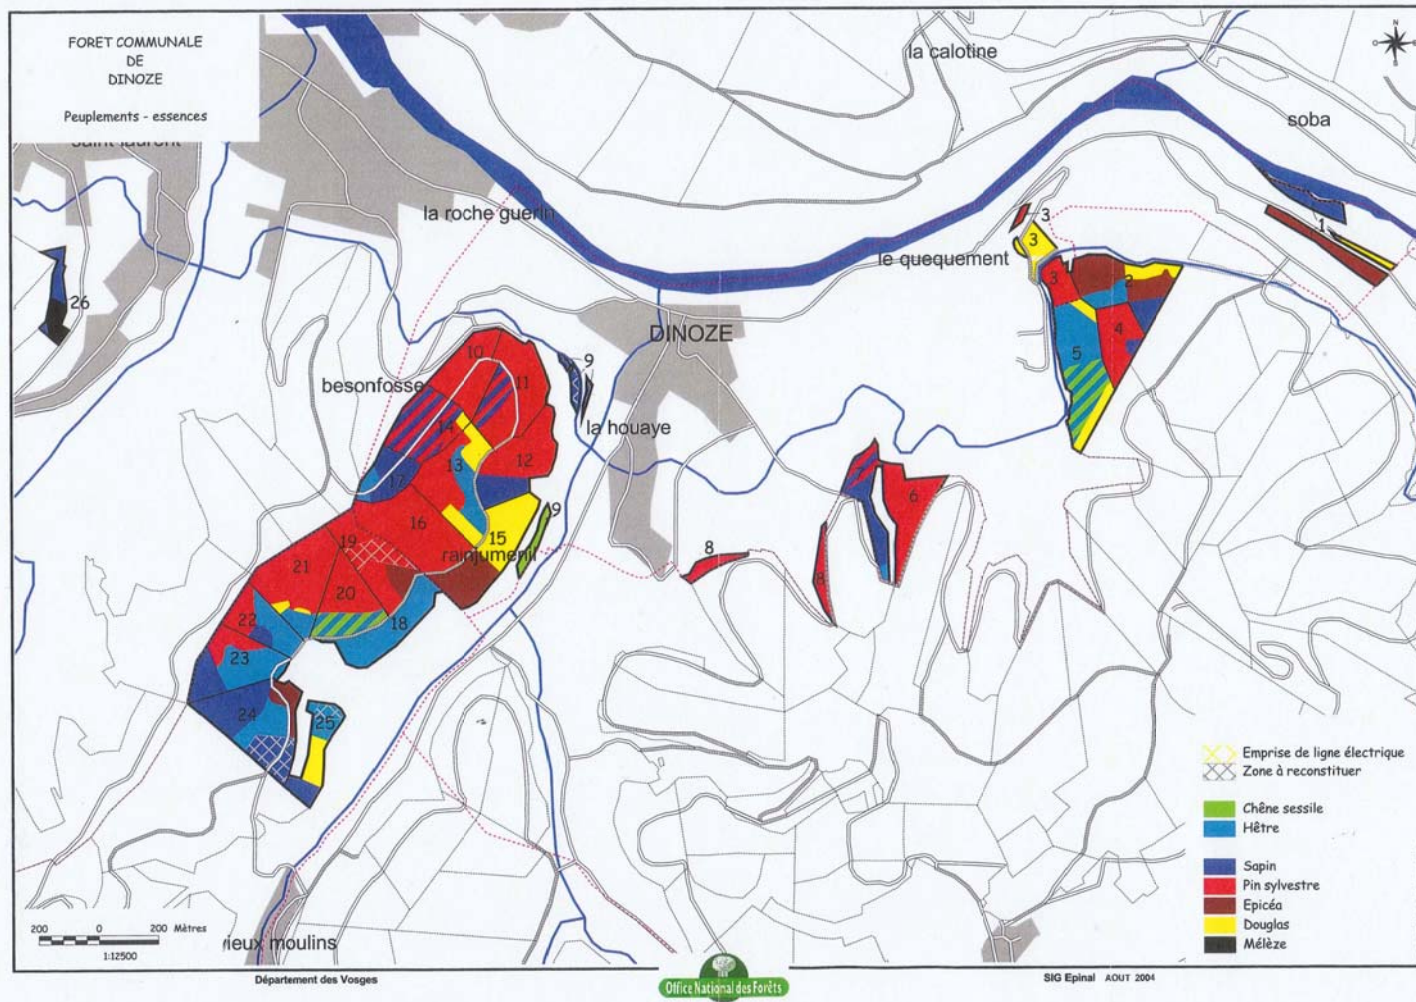 FORET COMMUNALE
DE
DINOZE
Peuplements - essences
saint laurent
la calotine
N
O
E
S
soba
la roche guerin
1
3
3
le quequement
3
2
26
DINOZE
4
10
9
5
besonfosse
11
14
la houaye
13
12
17
6
16
15
9
19
rainjumenil
8
21
8
20
22
18
23
24
25
Emprise de ligne électrique
Zone à reconstituer
Chêne sessile
Hêtre
Sapin
Pin sylvestre
Epicéa
Douglas
Mélèze
200 0 200 Mètres
1:12500
vieux moulins
Département des Vosges
Office National des Forêts
SIG Epinal AOUT 2004